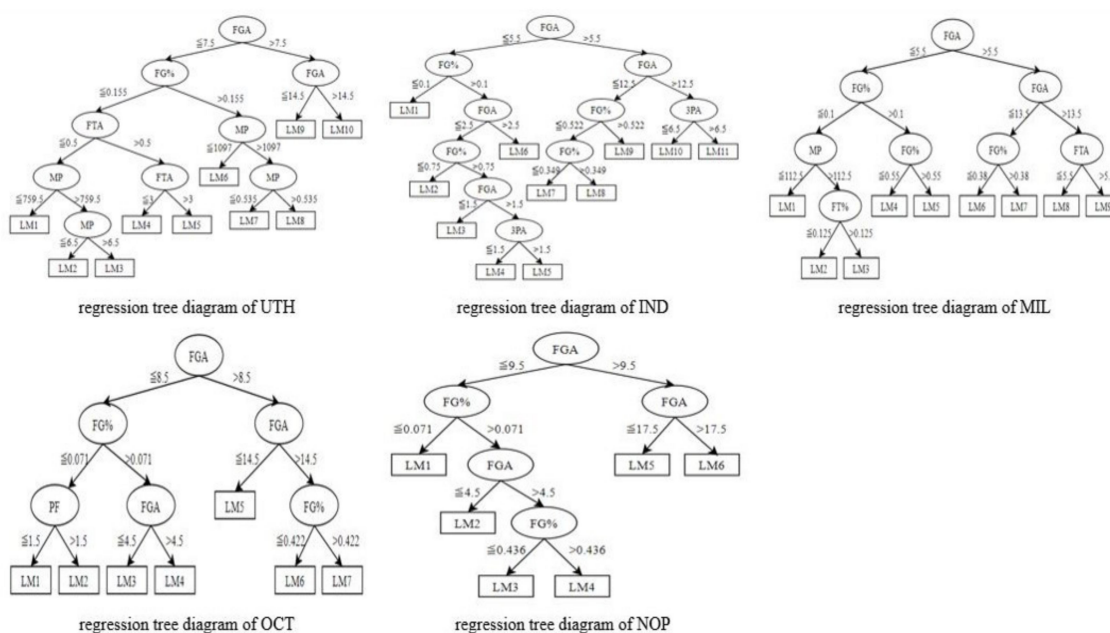 FGA
≦7.5 >7.5
FG% FGA
≦0.155 >0.155 ≦14.5 >14.5
FTA MP LM9 LM10
≦0.5 >0.5 ≦1097 >1097
MP FTA LM6 MP
≦759.5 >759.5 ≦3 >3 ≦0.535 >0.535
LM1 MP LM4 LM5 LM7 LM8
≦6.5 >6.5
LM2 LM3
regression tree diagram of UTH
FGA
≦5.5 >5.5
FG% FGA
≦0.1 >0.1 ≦12.5 >12.5
LM1 FGA FG% 3PA
≦2.5 >2.5 ≦0.522 >0.522 ≦6.5 >6.5
FG% LM6 FG% LM9 LM10 LM11
≦0.75 >0.75 ≦0.349 >0.349
LM2 FGA LM7 LM8
≦1.5 >1.5
LM3 3PA
≦1.5 >1.5
LM4 LM5
regression tree diagram of IND
FGA
≦5.5 >5.5
FG% FGA
≦0.1 >0.1 ≦13.5 >13.5
MP FG% FG% FTA
≦112.5 >112.5 ≦0.55 >0.55 ≦0.38 >0.38 ≦5.5 >5.
LM1 FT% LM4 LM5 LM6 LM7 LM8 LM9
≦0.125 >0.125
LM2 LM3
regression tree diagram of MIL
FGA
≦8.5 >8.5
FG% FGA
≦0.071 >0.071 ≦14.5 >14.5
PF FGA LM5 FG%
≦1.5 >1.5 ≦4.5 >4.5 ≦0.422 >0.422
LM1 LM2 LM3 LM4 LM6 LM7
regression tree diagram of OCT
FGA
≦9.5 >9.5
FG% FGA
≦0.071 >0.071 ≦17.5 >17.5
LM1 FGA LM5 LM6
≦4.5 >4.5
LM2 FG%
≦0.436 >0.436
LM3 LM4
regression tree diagram of NOP